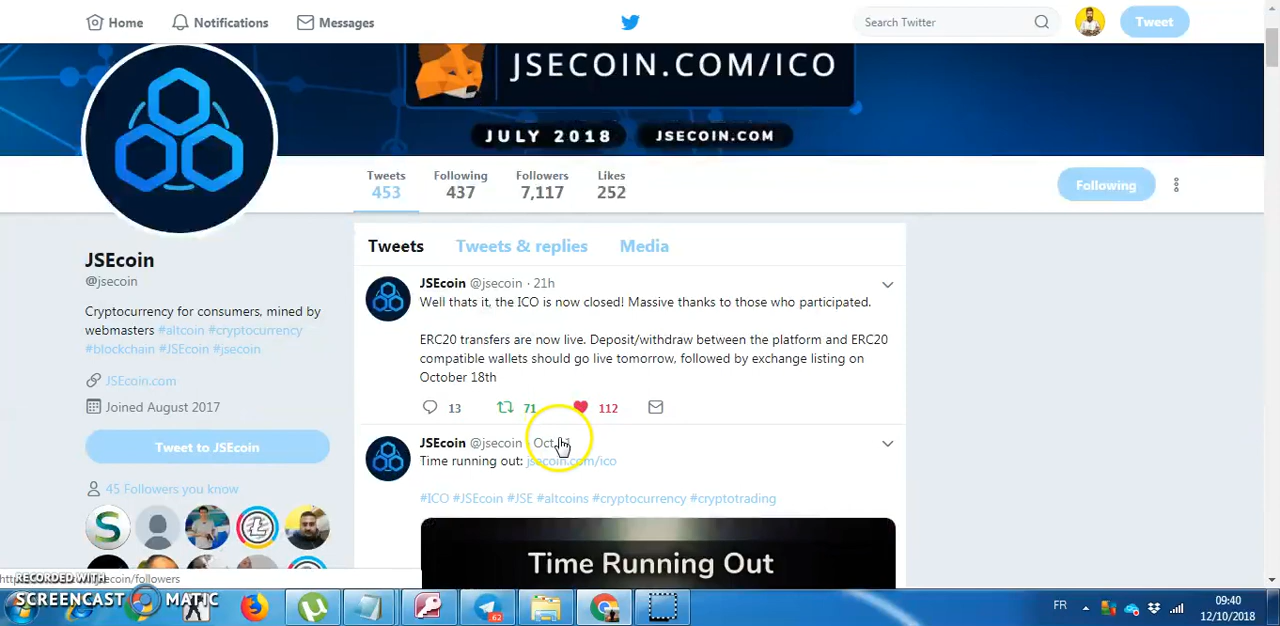 Home
Notifications
Messages
Search Twitter
Tweet
JSECOIN.COM/ICO
JULY 2018
JSECOIN.COM
Tweets
453
Following
437
Followers
7,117
Likes
252
Following
JSEcoin
@jsecoin
Cryptocurrency for consumers, mined by
webmasters #altcoin #cryptocurrency
#blockchain #JSEcoin #jsecoin
JSEcoin.com
Joined August 2017
Tweet to JSEcoin
45 Followers you know
Tweets
Tweets & replies
Media
JSEcoin @jsecoin · 21h
Well thats it, the ICO is now closed! Massive thanks to those who participated.
ERC20 transfers are now live. Deposit/withdraw between the platform and ERC20
compatible wallets should go live tomorrow, followed by exchange listing on
October 18th
13
71
112
JSEcoin @jsecoin · Oct
Time running out: jsecoin.com/ico
#ICO #JSEcoin #JSE #altcoins #cryptocurrency #cryptotrading
Time Running Out
ecoin/followers
RECORDED WITH
SCREENCAST MATIC
62
FR
09:40
12/10/2018